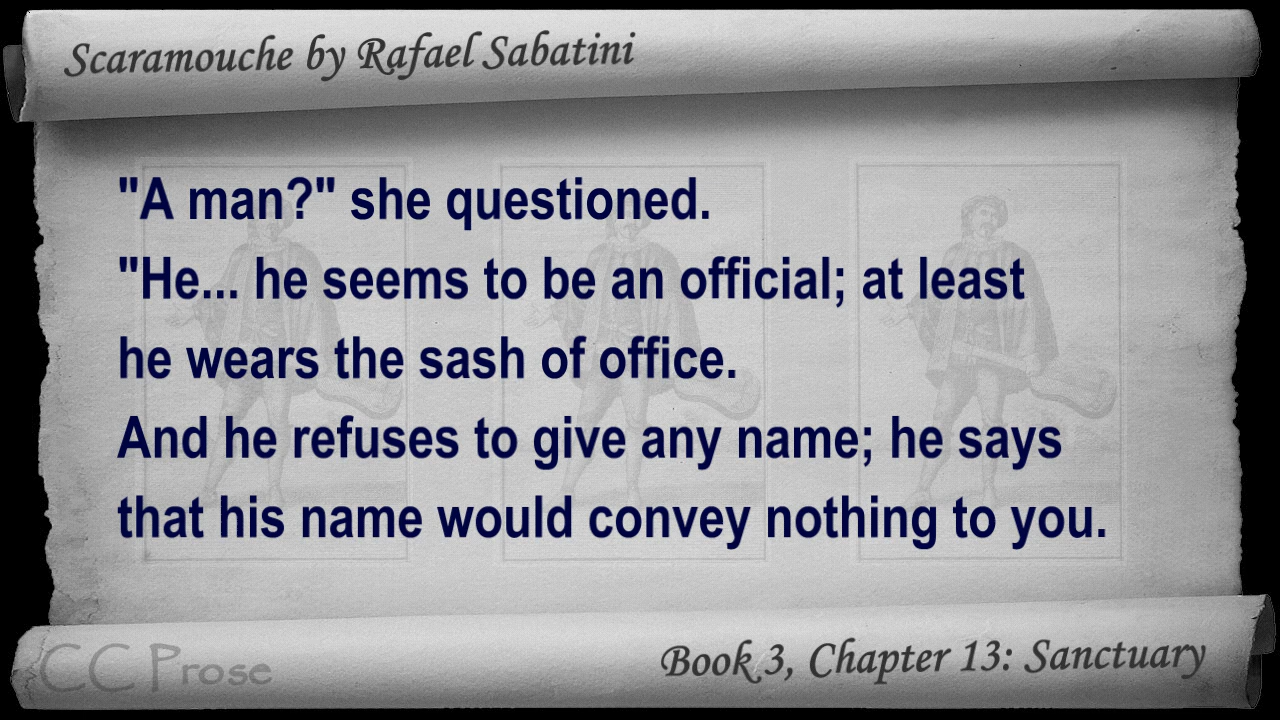 Scaramouche by Rafael Sabatini
"A man?" she questioned.
"He... he seems to be an official; at least
he wears the sash of office.
And he refuses to give any name; he says
that his name would convey nothing to you.
CC Prose
Book 3, Chapter 13: Sanctuary